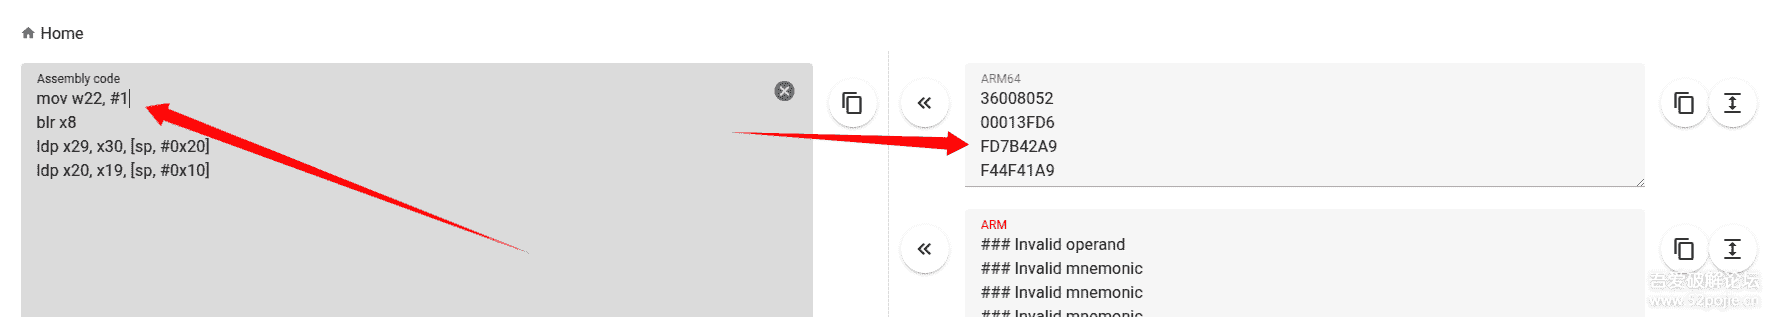 Home
Assembly code
mov w22, #1
blr x8
ldp x29, x30, [sp, #0x20]
ldp x20, x19, [sp, #0x10]
ARM64
36008052
00013FD6
FD7B42A9
F44F41A9
ARM
### Invalid operand
### Invalid mnemonic
### Invalid mnemonic
### Invalid mnemonic
吾爱破解论坛
www.52pojie.cn